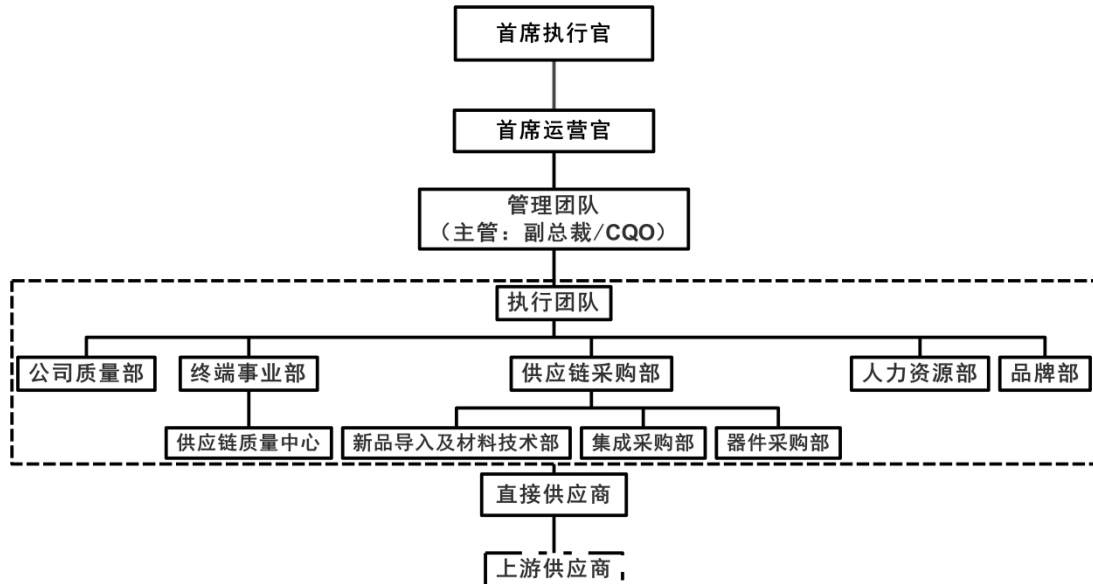 首席执行官
首席运营官
管理团队
（主管：副总裁/CQO）
执行团队
公司质量部
终端事业部
供应链采购部
人力资源部
品牌部
供应链质量中心
新品导入及材料技术部
集成采购部
器件采购部
直接供应商
上游供应商